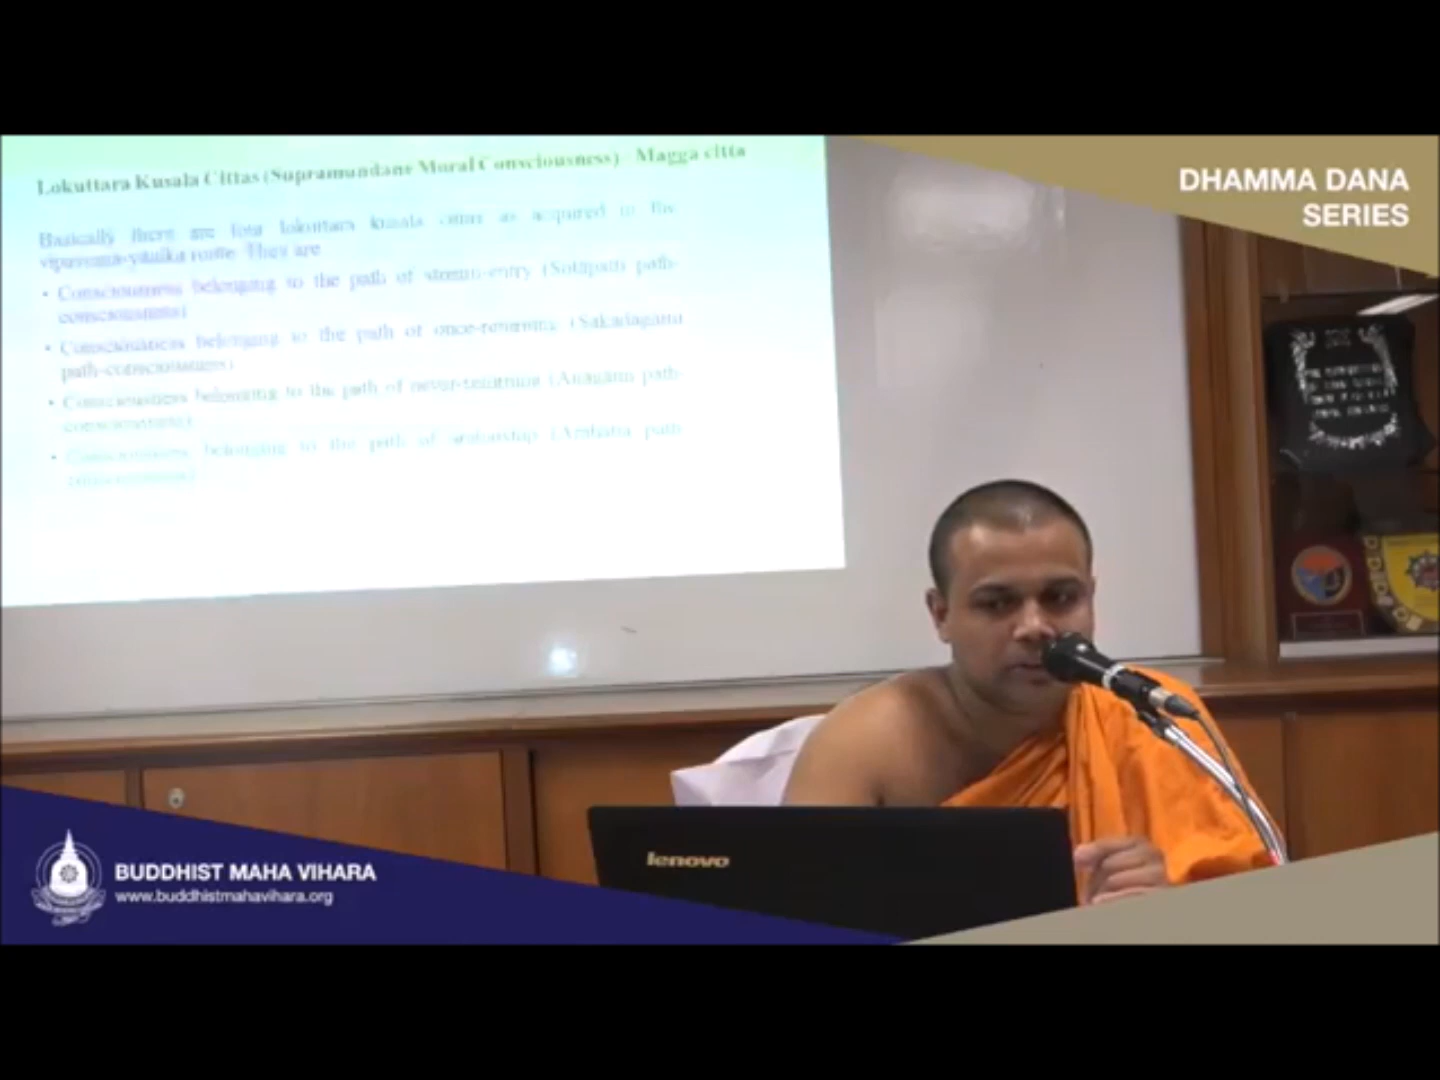 Lokuttara Kusala Cittas (Supramundane Moral Consciousness) - Magga citta
Basically there are four lokuttara kusala cittas as acquired in the
vipassana-yanika route. They are
• Consciousness belonging to the path of stream-entry (Sotapatti path-
consciousness)
• Consciousness belonging to the path of once-returning (Sakadagami
path-consciousness)
• Consciousness belonging to the path of never-returning (Anagami path-
consciousness)
• Consciousness belonging to the path of arahantship (Arahatta path-
consciousness)
DHAMMA DANA
SERIES
lenovo
BUDDHIST MAHA VIHARA
www.buddhistmahavihara.org